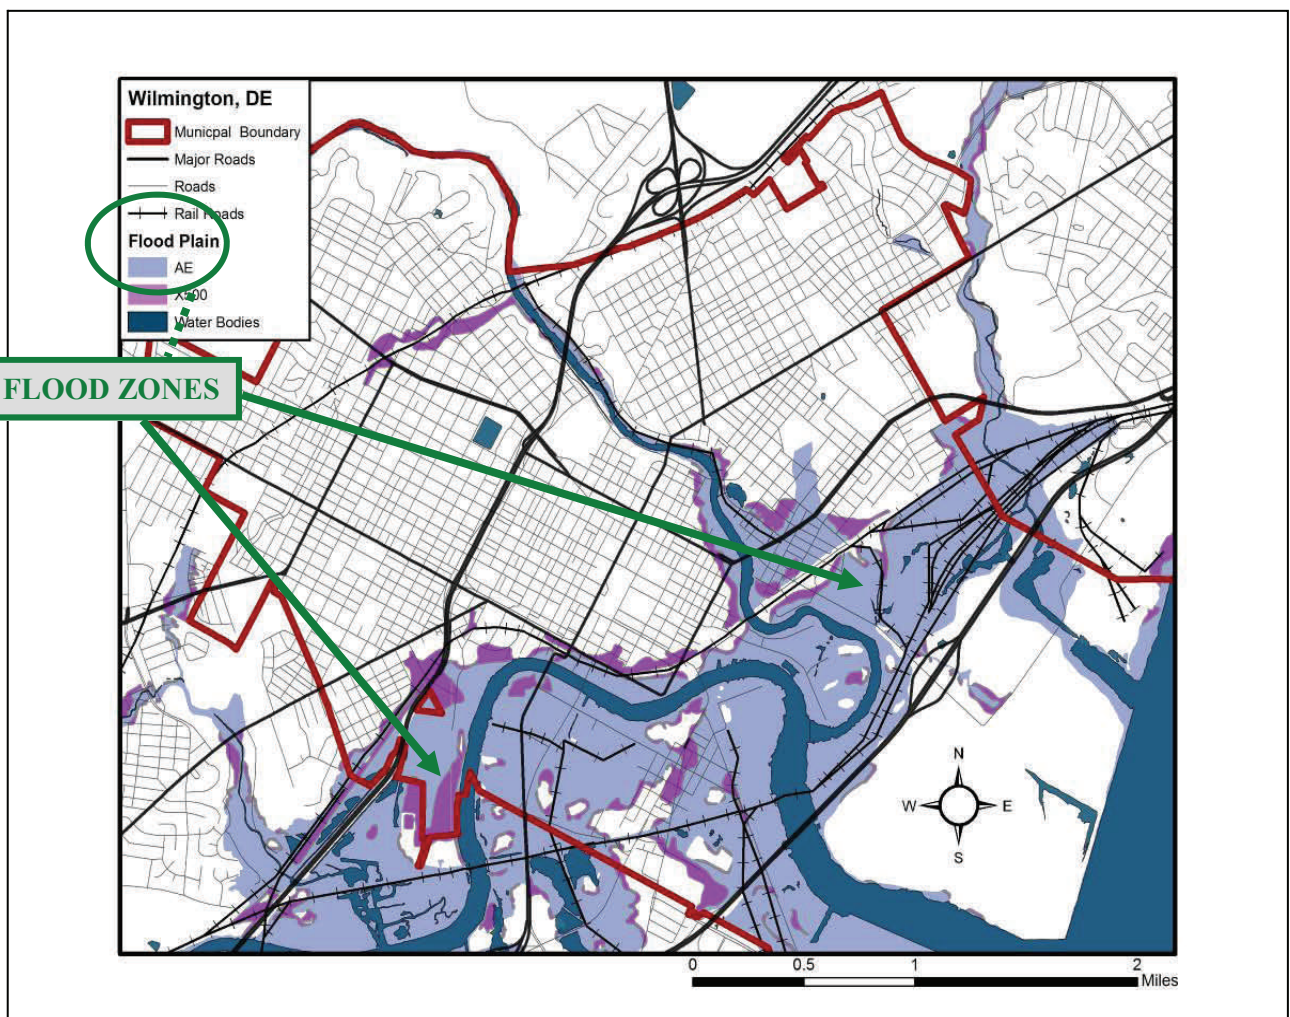 Wilmington, DE
Municpal Boundary
Major Roads
Roads
Rail Roads
Flood Plain
AE
X500
Water Bodies
FLOOD ZONES
N
W E
S
0 0.5 1 2
Miles